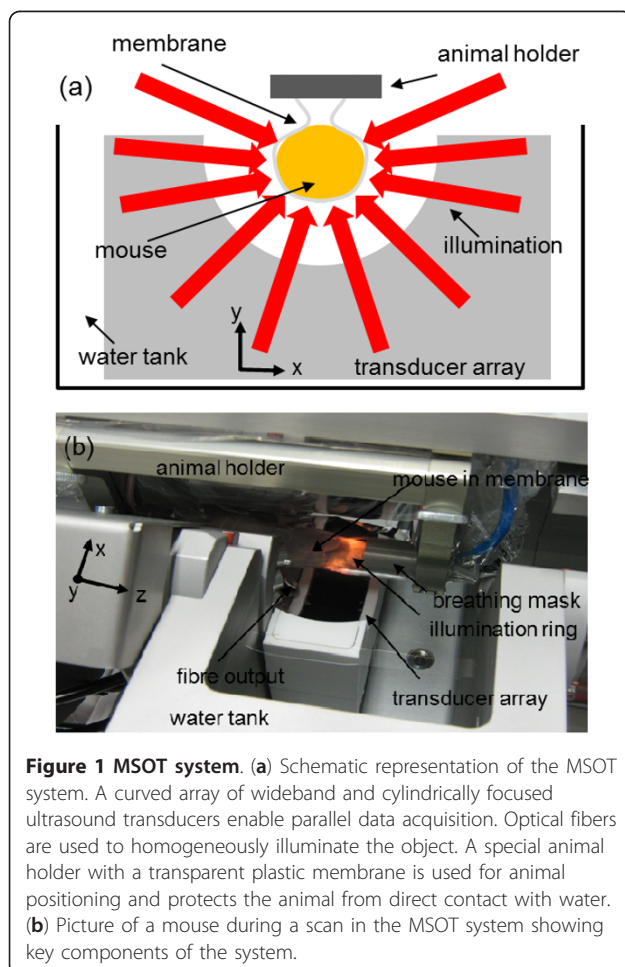 membrane
animal holder
(a)
mouse
illumination
y
x
water tank
transducer array
(b)
animal holder
mouse in membrane
x
y
z
breathing mask
illumination ring
fibre output
transducer array
water tank
Figure 1 MSOT system. (a) Schematic representation of the MSOT
system. A curved array of wideband and cylindrically focused
ultrasound transducers enable parallel data acquisition. Optical fibers
are used to homogeneously illuminate the object. A special animal
holder with a transparent plastic membrane is used for animal
positioning and protects the animal from direct contact with water.
(b) Picture of a mouse during a scan in the MSOT system showing
key components of the system.